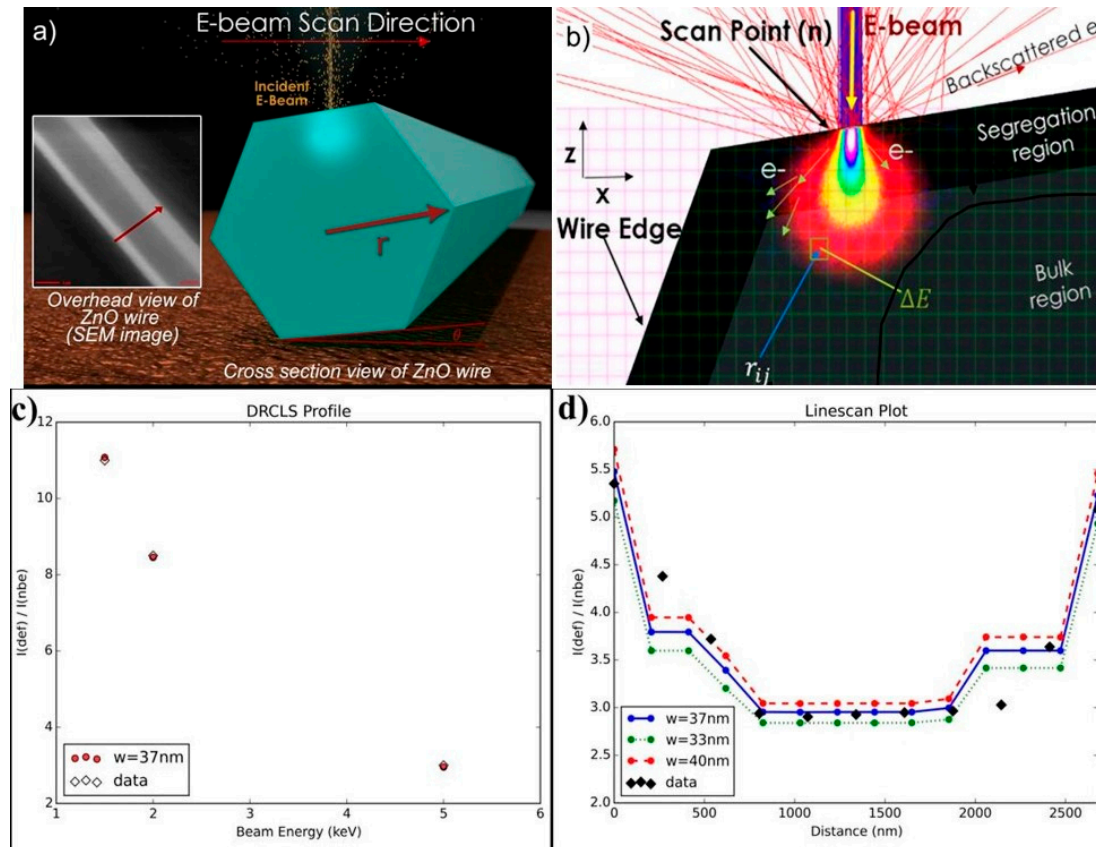 a)
E-beam Scan Direction
Incident
E-Beam
r
θ
Overhead view of
ZnO wire
(SEM image)
Cross section view of ZnO wire
b)
Scan Point (n)
E-beam
Backscattered e
Segregation
region
z
x
e-
e-
Wire Edge
ΔE
Bulk
region
r_ij
c)
DRCLS Profile
12
10
8
6
4
2
I(def) / I(nbe)
w=37nm
data
1
2
3
4
5
6
Beam Energy (keV)
d)
Linescan Plot
6.0
5.5
5.0
4.5
4.0
3.5
3.0
2.5
2.0
I(def) / I(nbe)
w=37nm
w=33nm
w=40nm
data
0
500
1000
1500
2000
2500
Distance (nm)